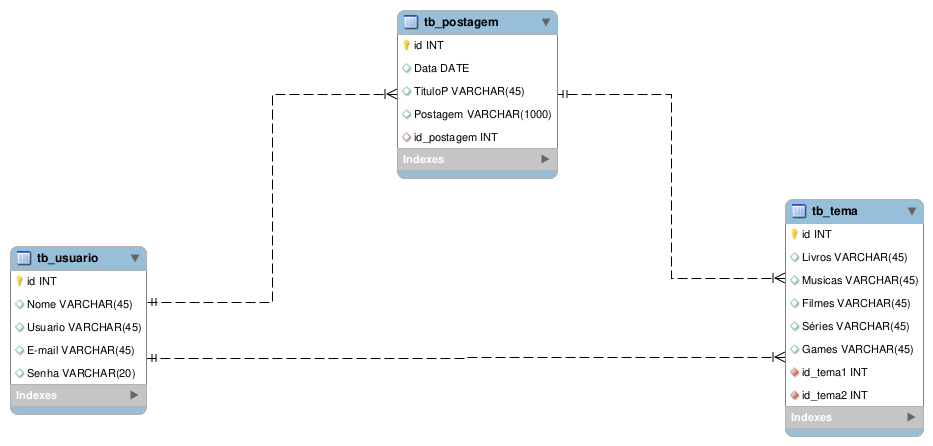 tb_postagem
id INT
Data DATE
TituloP VARCHAR(45)
Postagem VARCHAR(1000)
id_postagem INT
Indexes
tb_usuario
id INT
Nome VARCHAR(45)
Usuario VARCHAR(45)
E-mail VARCHAR(45)
Senha VARCHAR(20)
Indexes
tb_tema
id INT
Livros VARCHAR(45)
Musicas VARCHAR(45)
Filmes VARCHAR(45)
Séries VARCHAR(45)
Games VARCHAR(45)
id_tema1 INT
id_tema2 INT
Indexes